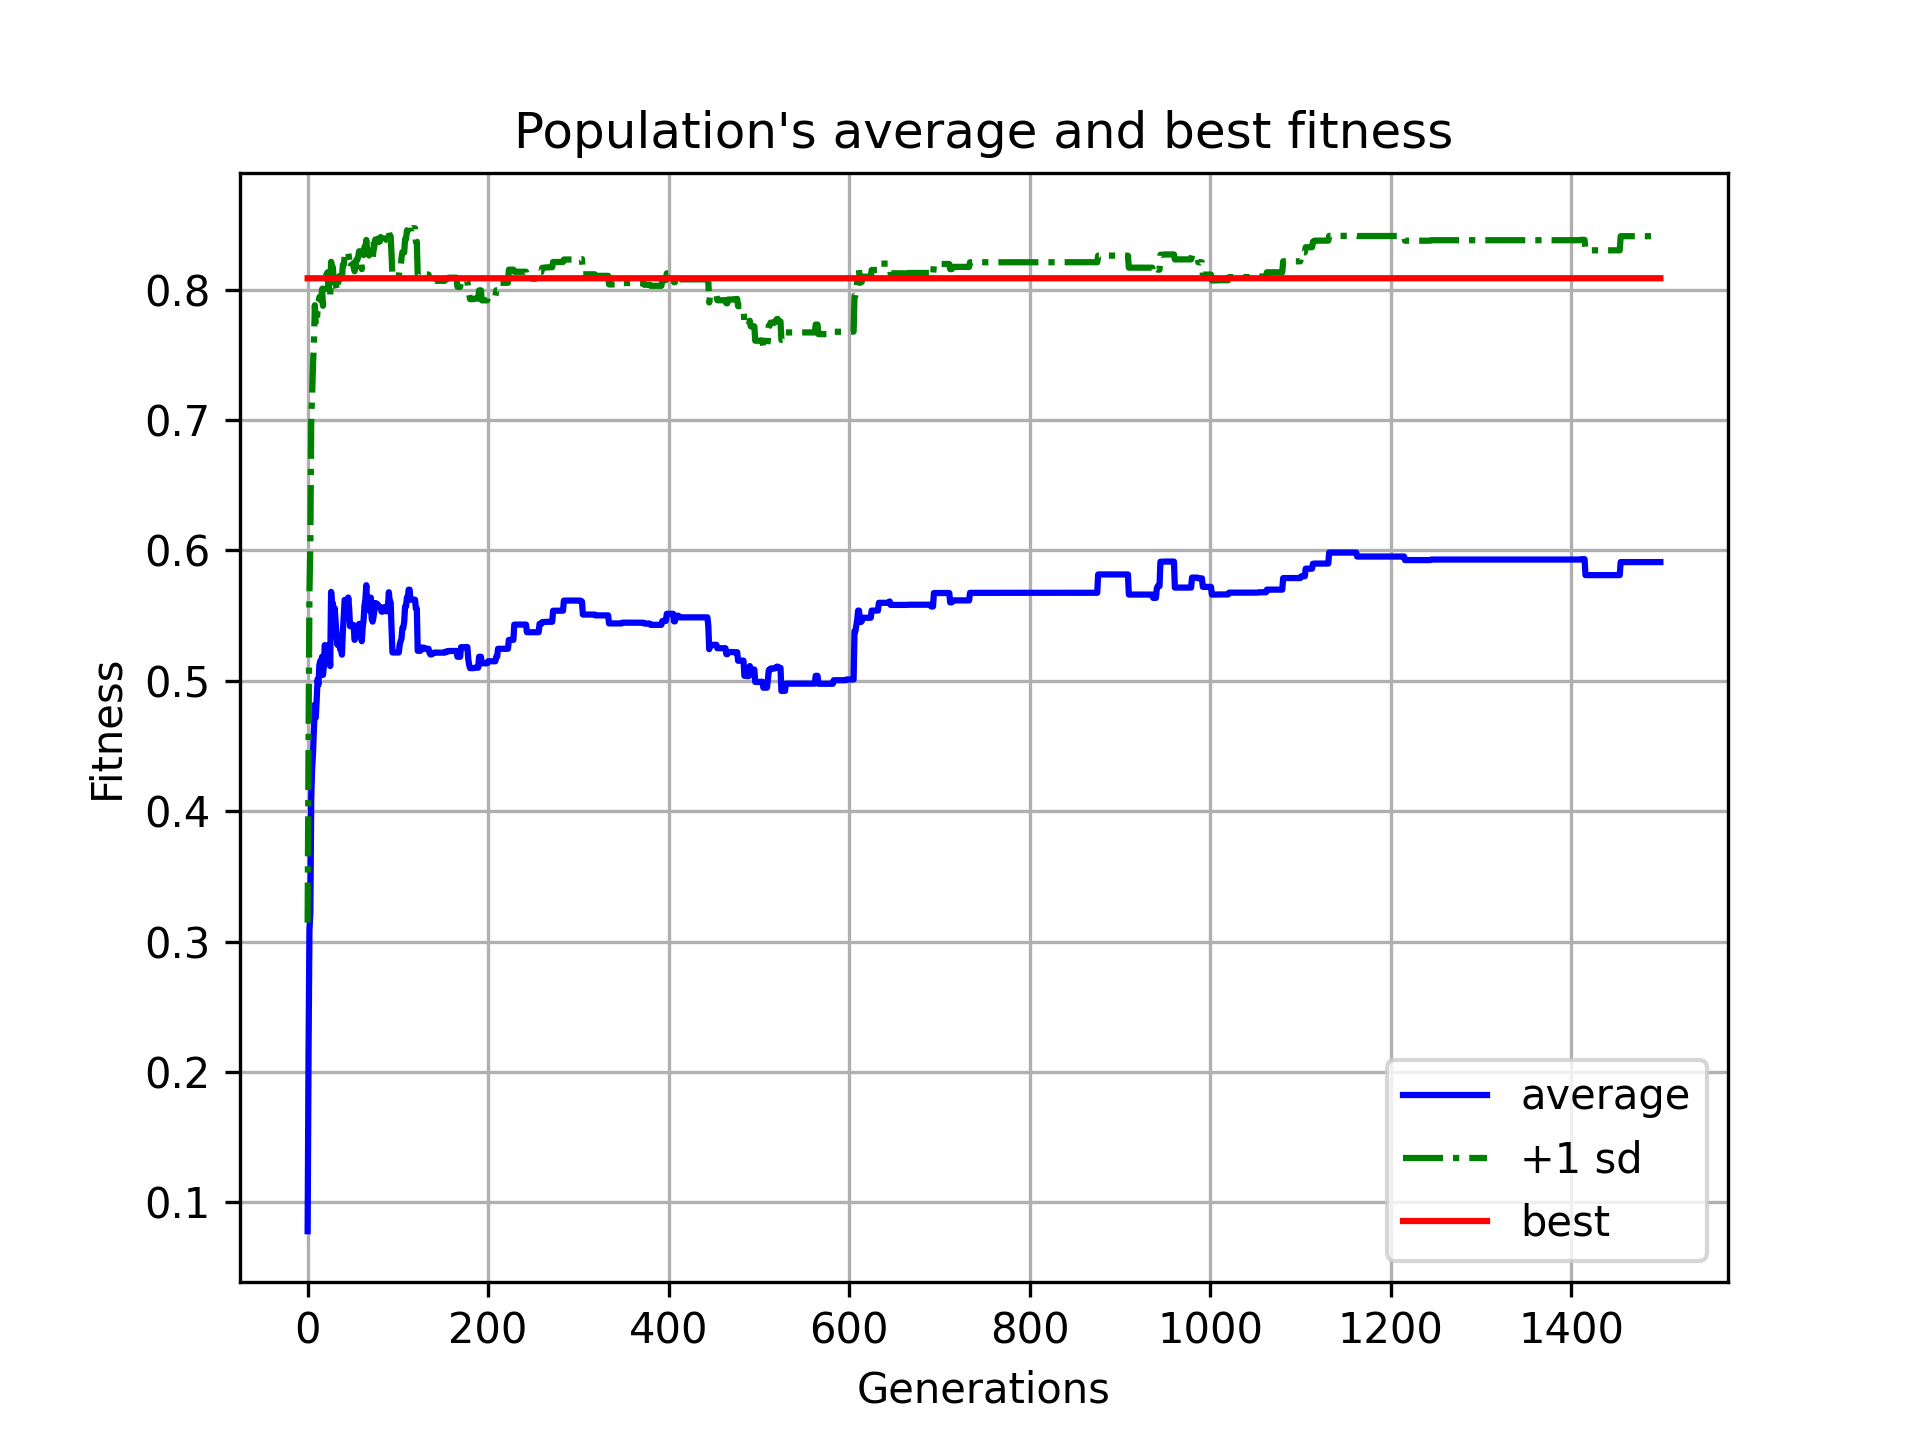 Population's average and best fitness
Fitness
0.8
0.7
0.6
0.5
0.4
0.3
0.2
0.1
0 200 400 600 800 1000 1200 1400
Generations
average
+1 sd
best